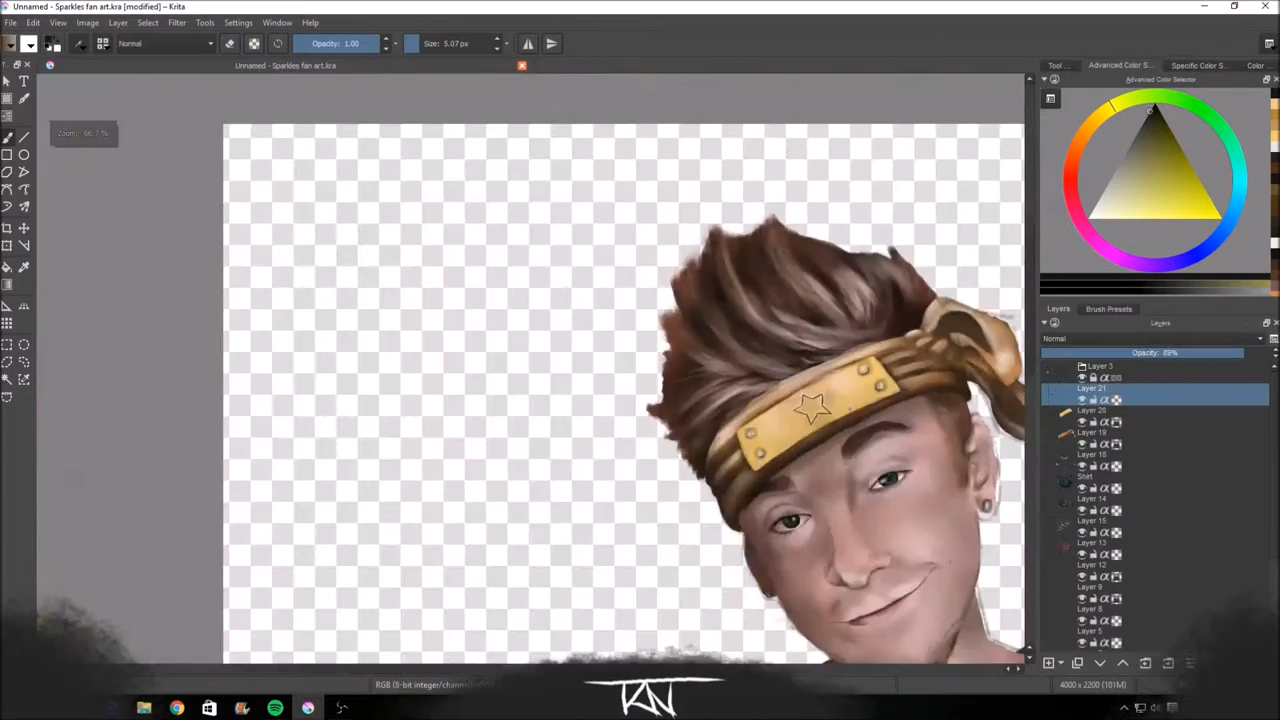 Unnamed - Sparkles fan art.kra [modified] - Krita
File Edit View Image Layer Select Filter Tools Settings Window Help
Normal Opacity: 1.00 Size: 5.07 px
Unnamed - Sparkles fan art.kra
Tool ... Advanced Color S... Specific Color S... Color ...
Advanced Color Selector
Zoom: 66.7 %
Layers Brush Presets
Layers
Normal
Opacity: 89%
Layer 3
Layer 21
Layer 20
Layer 19
Layer 18
Shirt
Layer 14
Layer 15
Layer 13
Layer 12
Layer 9
Layer 8
Layer 5
RGB (8-bit integer/channel)
4000 x 2200 (101M)
TKN